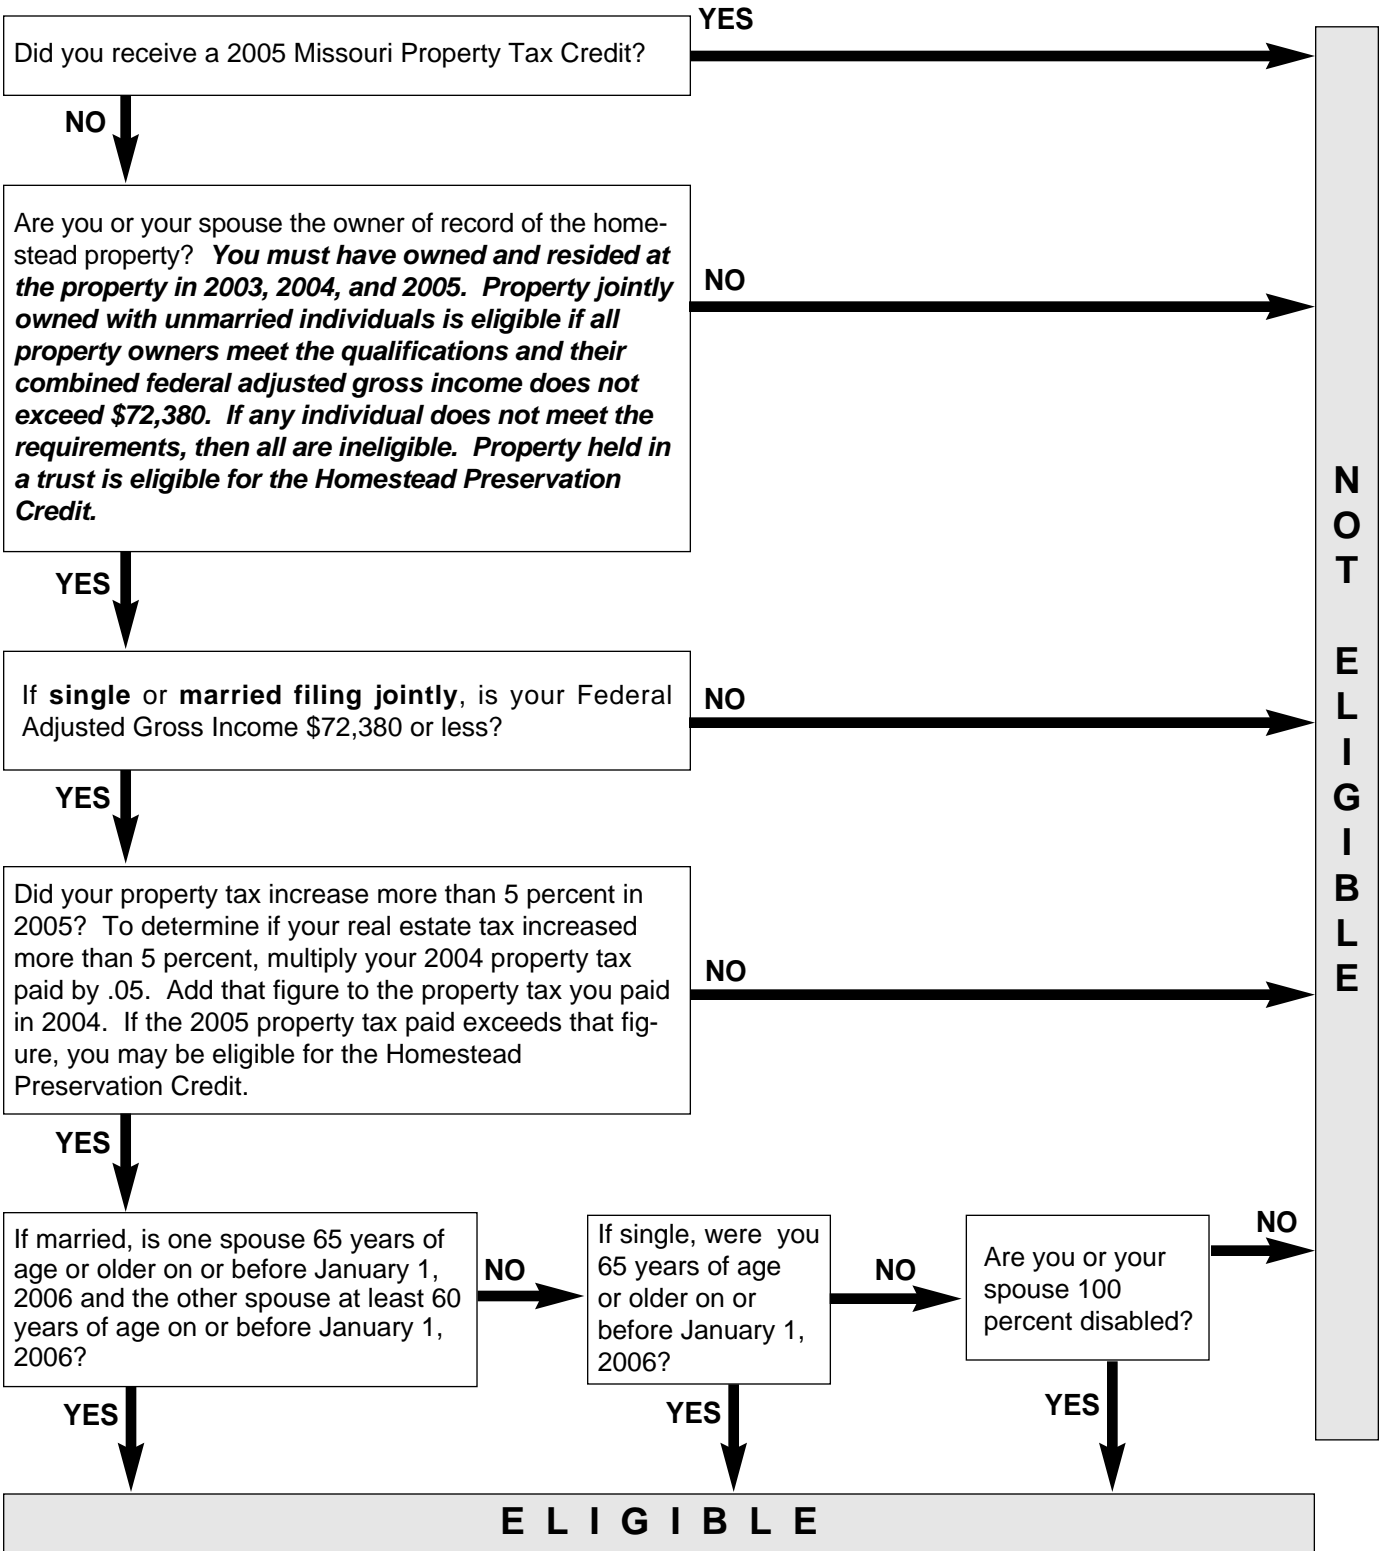 YES
Did you receive a 2005 Missouri Property Tax Credit?
NO
Are you or your spouse the owner of record of the home-
stead property? You must have owned and resided at
the property in 2003, 2004, and 2005. Property jointly
owned with unmarried individuals is eligible if all
property owners meet the qualifications and their
combined federal adjusted gross income does not
exceed $72,380. If any individual does not meet the
requirements, then all are ineligible. Property held in
a trust is eligible for the Homestead Preservation
Credit.
NO
YES
If single or married filing jointly, is your Federal
Adjusted Gross Income $72,380 or less?
NO
YES
Did your property tax increase more than 5 percent in
2005? To determine if your real estate tax increased
more than 5 percent, multiply your 2004 property tax
paid by .05. Add that figure to the property tax you paid
in 2004. If the 2005 property tax paid exceeds that fig-
ure, you may be eligible for the Homestead
Preservation Credit.
NO
YES
If married, is one spouse 65 years of
age or older on or before January 1,
2006 and the other spouse at least 60
years of age on or before January 1,
2006?
NO
YES
If single, were you
65 years of age
or older on or
before January 1,
2006?
NO
YES
Are you or your
spouse 100
percent disabled?
NO
YES
NOT ELIGIBLE
ELIGIBLE